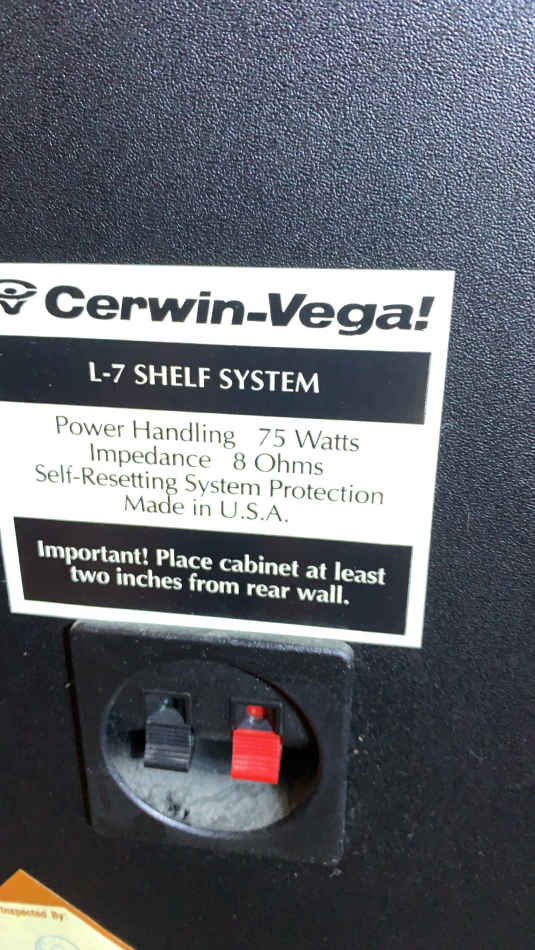 Cerwin-Vega!
L-7 SHELF SYSTEM
Power Handling 75 Watts
Impedance 8 Ohms
Self-Resetting System Protection
Made in U.S.A.
Important! Place cabinet at least
two inches from rear wall.
Inspected By: